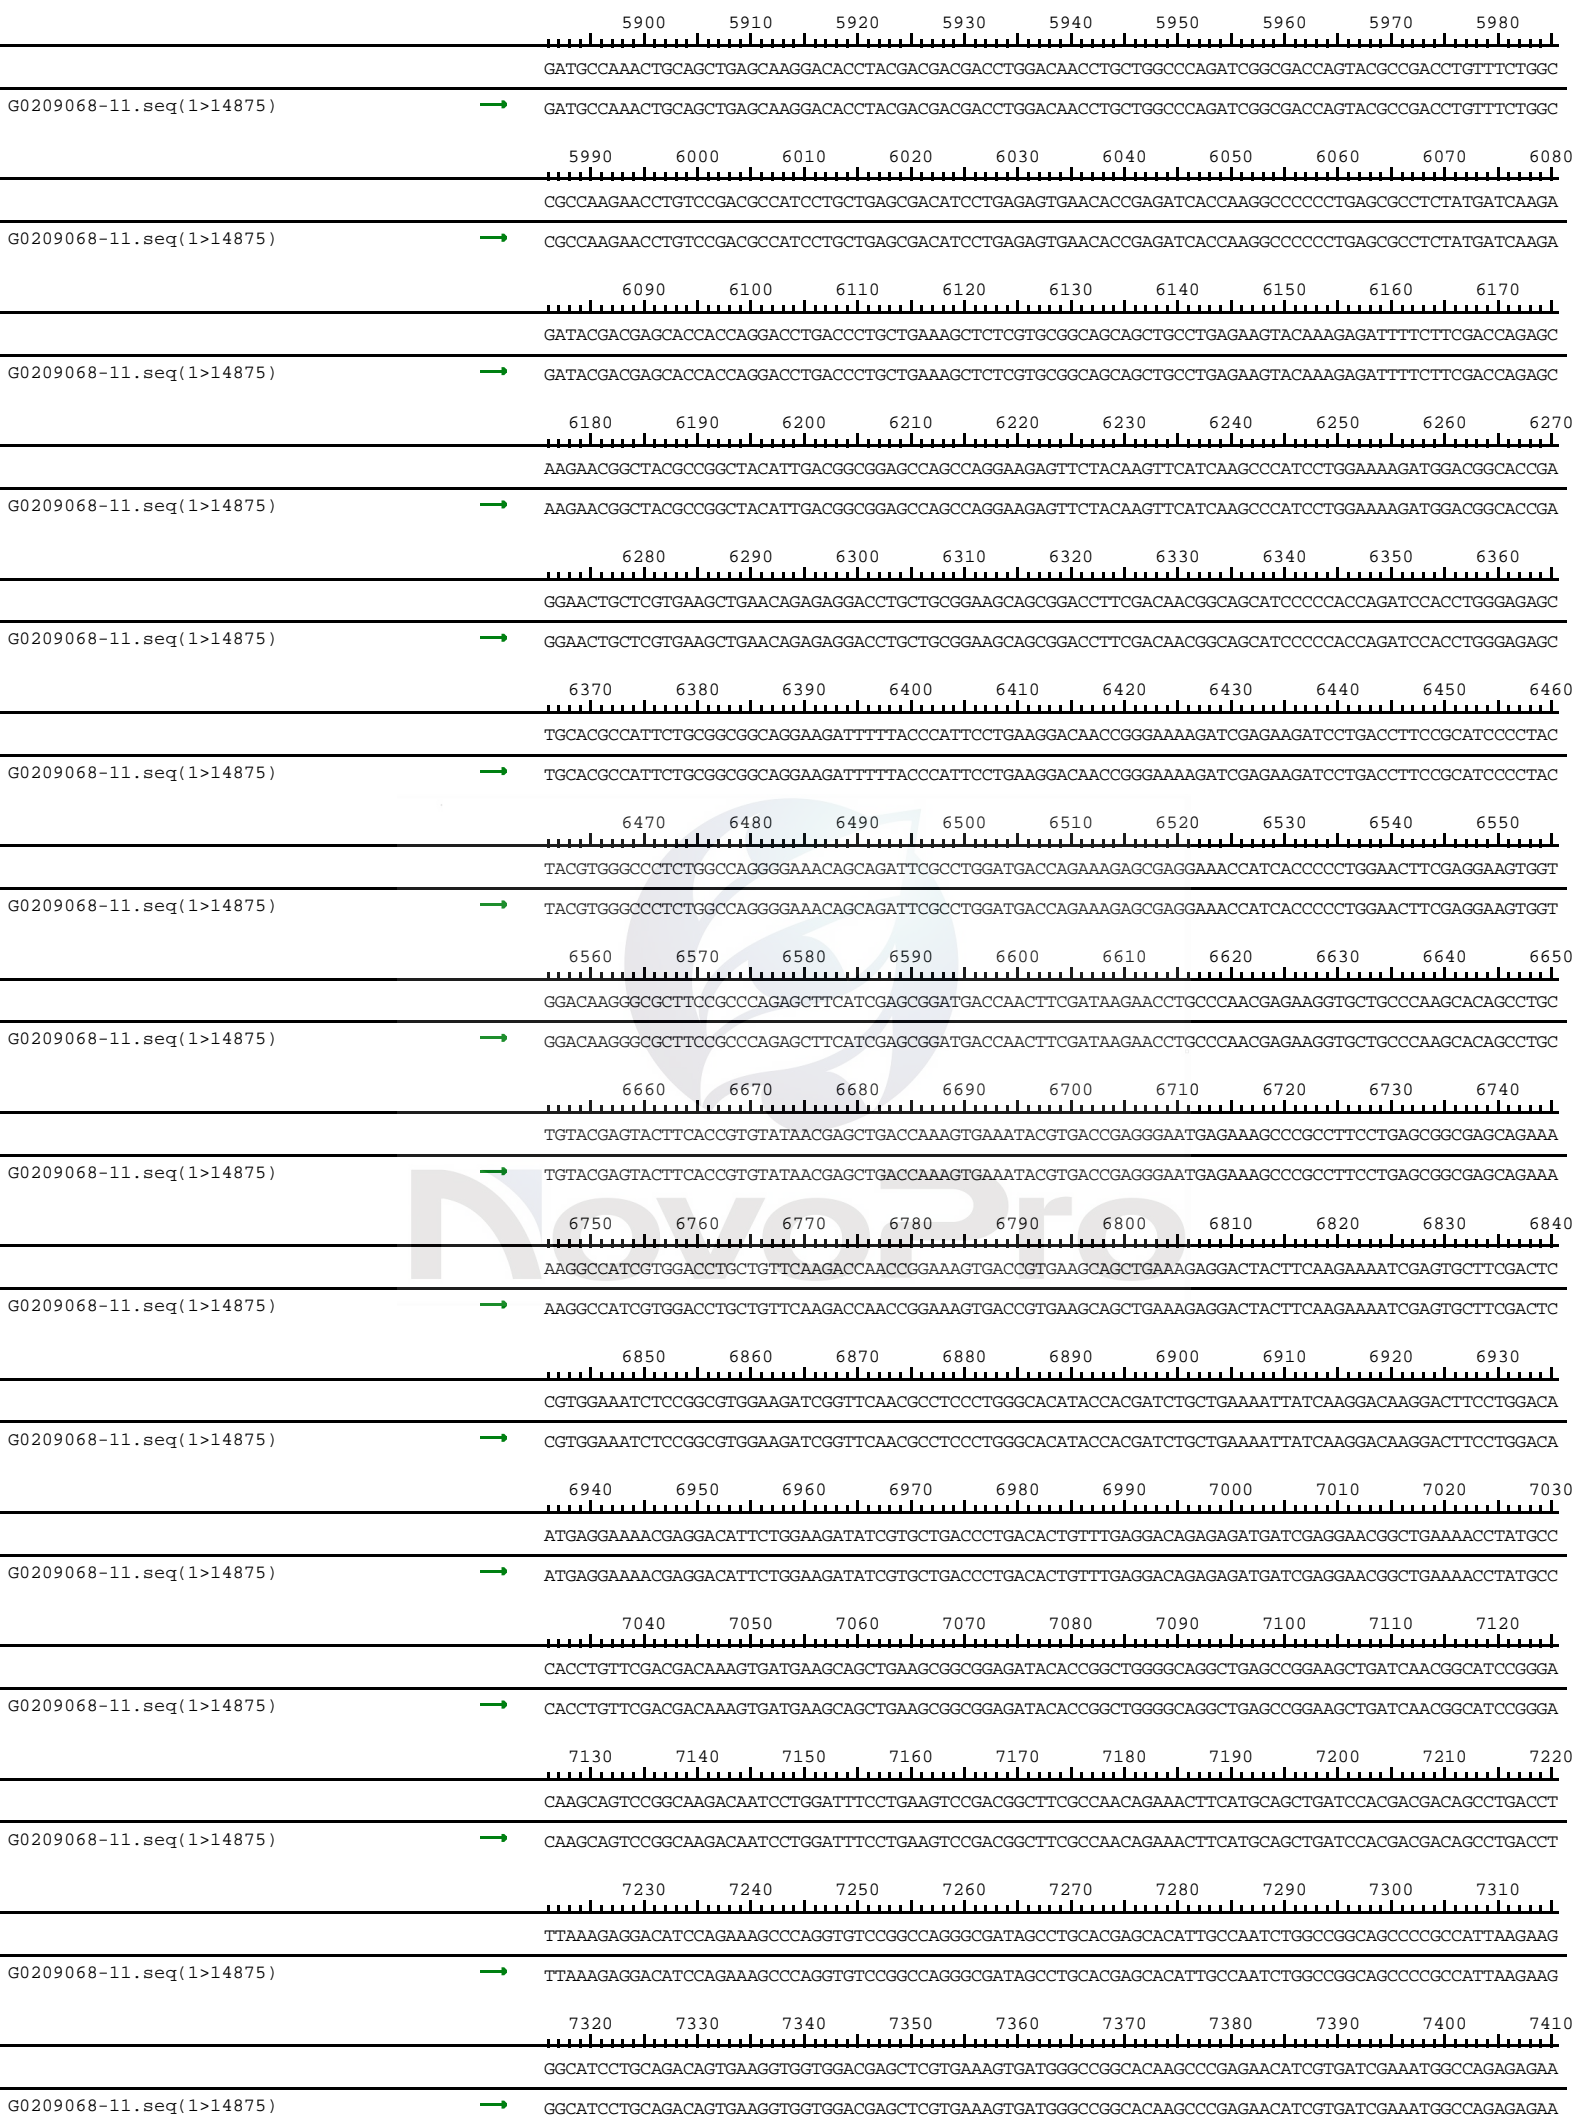 5900 5910 5920 5930 5940 5950 5960 5970 5980
GATGCCAAACTGCAGCTGAGCAAGGACACCTACGACGACGACCTGGACAACCTGCTGGCCCAGATCGGCGACCAGTACGCCGACCTGTTTCTGGC
G0209068-11.seq(1>14875) GATGCCAAACTGCAGCTGAGCAAGGACACCTACGACGACGACCTGGACAACCTGCTGGCCCAGATCGGCGACCAGTACGCCGACCTGTTTCTGGC
5990 6000 6010 6020 6030 6040 6050 6060 6070 6080
CGCCAAGAACCTGTCCGACGCCATCCTGCTGAGCGACATCCTGAGAGTGAACACCGAGATCACCAAGGCCCCCCTGAGCGCCTCTATGATCAAGA
G0209068-11.seq(1>14875) CGCCAAGAACCTGTCCGACGCCATCCTGCTGAGCGACATCCTGAGAGTGAACACCGAGATCACCAAGGCCCCCCTGAGCGCCTCTATGATCAAGA
6090 6100 6110 6120 6130 6140 6150 6160 6170
GATACGACGAGCACCACCAGGACCTGACCCTGCTGAAAGCTCTCGTGCGGCAGCAGCTGCCTGAGAAGTACAAAGAGATTTTCTTCGACCAGAGC
G0209068-11.seq(1>14875) GATACGACGAGCACCACCAGGACCTGACCCTGCTGAAAGCTCTCGTGCGGCAGCAGCTGCCTGAGAAGTACAAAGAGATTTTCTTCGACCAGAGC
6180 6190 6200 6210 6220 6230 6240 6250 6260 6270
AAGAACGGCTACGCCGGCTACATTGACGGCGGAGCCAGCCAGGAAGAGTTCTACAAGTTCATCAAGCCCATCCTGGAAAAGATGGACGGCACCGA
G0209068-11.seq(1>14875) AAGAACGGCTACGCCGGCTACATTGACGGCGGAGCCAGCCAGGAAGAGTTCTACAAGTTCATCAAGCCCATCCTGGAAAAGATGGACGGCACCGA
6280 6290 6300 6310 6320 6330 6340 6350 6360
GGAACTGCTCGTGAAGCTGAACAGAGAGGACCTGCTGCGGAAGCAGCGGACCTTCGACAACGGCAGCATCCCCCACCAGATCCACCTGGGAGAGC
G0209068-11.seq(1>14875) GGAACTGCTCGTGAAGCTGAACAGAGAGGACCTGCTGCGGAAGCAGCGGACCTTCGACAACGGCAGCATCCCCCACCAGATCCACCTGGGAGAGC
6370 6380 6390 6400 6410 6420 6430 6440 6450 6460
TGCACGCCATTCTGCGGCGGCAGGAAGATTTTTACCCATTCCTGAAGGACAACCGGGAAAAGATCGAGAAGATCCTGACCTTCCGCATCCCCTAC
G0209068-11.seq(1>14875) TGCACGCCATTCTGCGGCGGCAGGAAGATTTTTACCCATTCCTGAAGGACAACCGGGAAAAGATCGAGAAGATCCTGACCTTCCGCATCCCCTAC
6470 6480 6490 6500 6510 6520 6530 6540 6550
TACGTGGGCCCTCTGGCCAGGGGAAACAGCAGATTCGCCTGGATGACCAGAAAGAGCGAGGAAACCATCACCCCCTGGAACTTCGAGGAAGTGGT
G0209068-11.seq(1>14875) TACGTGGGCCCTCTGGCCAGGGGAAACAGCAGATTCGCCTGGATGACCAGAAAGAGCGAGGAAACCATCACCCCCTGGAACTTCGAGGAAGTGGT
6560 6570 6580 6590 6600 6610 6620 6630 6640 6650
GGACAAGGGCGCTTCCGCCCAGAGCTTCATCGAGCGGATGACCAACTTCGATAAGAACCTGCCCAACGAGAAGGTGCTGCCCAAGCACAGCCTGC
G0209068-11.seq(1>14875) GGACAAGGGCGCTTCCGCCCAGAGCTTCATCGAGCGGATGACCAACTTCGATAAGAACCTGCCCAACGAGAAGGTGCTGCCCAAGCACAGCCTGC
6660 6670 6680 6690 6700 6710 6720 6730 6740
TGTACGAGTACTTCACCGTGTATAACGAGCTGACCAAAGTGAAATACGTGACCGAGGGAATGAGAAAGCCCGCCTTCCTGAGCGGCGAGCAGAAA
G0209068-11.seq(1>14875) TGTACGAGTACTTCACCGTGTATAACGAGCTGACCAAAGTGAAATACGTGACCGAGGGAATGAGAAAGCCCGCCTTCCTGAGCGGCGAGCAGAAA
NovoPro
6750 6760 6770 6780 6790 6800 6810 6820 6830 6840
AAGGCCATCGTGGACCTGCTGTTCAAGACCAACCGGAAAGTGACCGTGAAGCAGCTGAAAGAGGACTACTTCAAGAAAATCGAGTGCTTCGACTC
G0209068-11.seq(1>14875) AAGGCCATCGTGGACCTGCTGTTCAAGACCAACCGGAAAGTGACCGTGAAGCAGCTGAAAGAGGACTACTTCAAGAAAATCGAGTGCTTCGACTC
6850 6860 6870 6880 6890 6900 6910 6920 6930
CGTGGAAATCTCCGGCGTGGAAGATCGGTTCAACGCCTCCCTGGGCACATACCACGATCTGCTGAAAATTATCAAGGACAAGGACTTCCTGGACA
G0209068-11.seq(1>14875) CGTGGAAATCTCCGGCGTGGAAGATCGGTTCAACGCCTCCCTGGGCACATACCACGATCTGCTGAAAATTATCAAGGACAAGGACTTCCTGGACA
6940 6950 6960 6970 6980 6990 7000 7010 7020 7030
ATGAGGAAAACGAGGACATTCTGGAAGATATCGTGCTGACCCTGACACTGTTTGAGGACAGAGAGATGATCGAGGAACGGCTGAAAACCTATGCC
G0209068-11.seq(1>14875) ATGAGGAAAACGAGGACATTCTGGAAGATATCGTGCTGACCCTGACACTGTTTGAGGACAGAGAGATGATCGAGGAACGGCTGAAAACCTATGCC
7040 7050 7060 7070 7080 7090 7100 7110 7120
CACCTGTTCGACGACAAAGTGATGAAGCAGCTGAAGCGGCGGAGATACACCGGCTGGGGCAGGCTGAGCCGGAAGCTGATCAACGGCATCCGGGA
G0209068-11.seq(1>14875) CACCTGTTCGACGACAAAGTGATGAAGCAGCTGAAGCGGCGGAGATACACCGGCTGGGGCAGGCTGAGCCGGAAGCTGATCAACGGCATCCGGGA
7130 7140 7150 7160 7170 7180 7190 7200 7210 7220
CAAGCAGTCCGGCAAGACAATCCTGGATTTCCTGAAGTCCGACGGCTTCGCCAACAGAAACTTCATGCAGCTGATCCACGACGACAGCCTGACCT
G0209068-11.seq(1>14875) CAAGCAGTCCGGCAAGACAATCCTGGATTTCCTGAAGTCCGACGGCTTCGCCAACAGAAACTTCATGCAGCTGATCCACGACGACAGCCTGACCT
7230 7240 7250 7260 7270 7280 7290 7300 7310
TTAAAGAGGACATCCAGAAAGCCCAGGTGTCCGGCCAGGGCGATAGCCTGCACGAGCACATTGCCAATCTGGCCGGCAGCCCCGCCATTAAGAAG
G0209068-11.seq(1>14875) TTAAAGAGGACATCCAGAAAGCCCAGGTGTCCGGCCAGGGCGATAGCCTGCACGAGCACATTGCCAATCTGGCCGGCAGCCCCGCCATTAAGAAG
7320 7330 7340 7350 7360 7370 7380 7390 7400 7410
GGCATCCTGCAGACAGTGAAGGTGGTGGACGAGCTCGTGAAAGTGATGGGCCGGCACAAGCCCGAGAACATCGTGATCGAAATGGCCAGAGAGAA
G0209068-11.seq(1>14875) GGCATCCTGCAGACAGTGAAGGTGGTGGACGAGCTCGTGAAAGTGATGGGCCGGCACAAGCCCGAGAACATCGTGATCGAAATGGCCAGAGAGAA